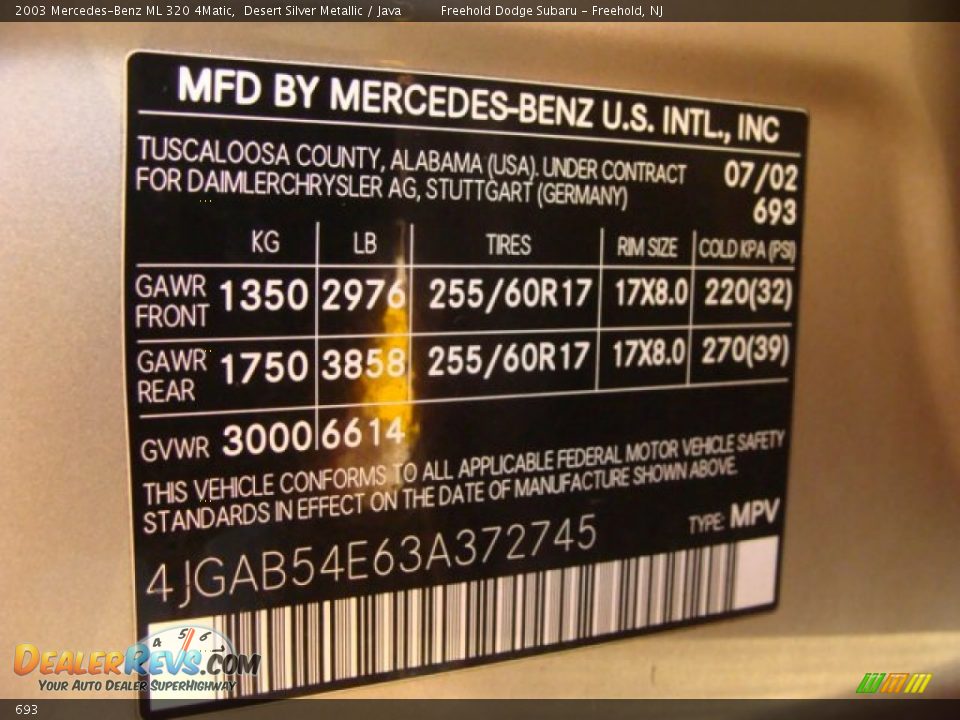 2003 Mercedes-Benz ML 320 4Matic, Desert Silver Metallic / Java Freehold Dodge Subaru - Freehold, NJ
MFD BY MERCEDES-BENZ U.S. INTL., INC
TUSCALOOSA COUNTY, ALABAMA (USA). UNDER CONTRACT 07/02
FOR DAIMLERCHRYSLER AG, STUTTGART (GERMANY) 693
KG LB TIRES RIM SIZE COLD KPA (PSI)
GAWR FRONT 1350 2976 255/60R17 17X8.0 220(32)
GAWR REAR 1750 3858 255/60R17 17X8.0 270(39)
GVWR 3000 6614
THIS VEHICLE CONFORMS TO ALL APPLICABLE FEDERAL MOTOR VEHICLE SAFETY
STANDARDS IN EFFECT ON THE DATE OF MANUFACTURE SHOWN ABOVE.
4JGAB54E63A372745 TYPE: MPV
4 5 6 7
DEALERREVS.COM
YOUR AUTO DEALER SUPERHIGHWAY
693